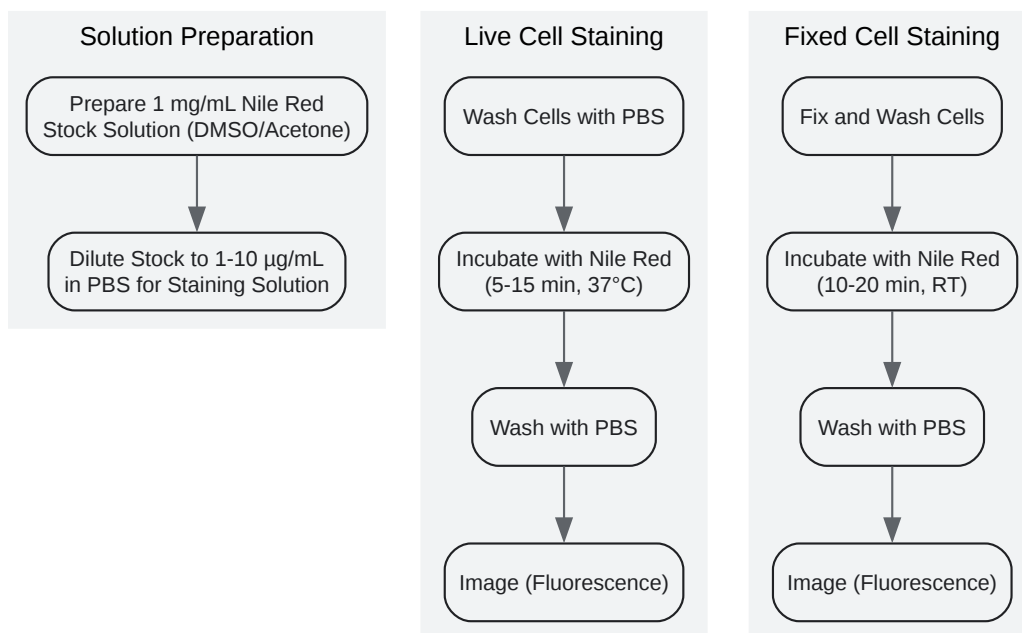 Solution Preparation
Prepare 1 mg/mL Nile Red
Stock Solution (DMSO/Acetone)
Dilute Stock to 1-10 µg/mL
in PBS for Staining Solution
Live Cell Staining
Wash Cells with PBS
Incubate with Nile Red
(5-15 min, 37°C)
Wash with PBS
Image (Fluorescence)
Fixed Cell Staining
Fix and Wash Cells
Incubate with Nile Red
(10-20 min, RT)
Wash with PBS
Image (Fluorescence)